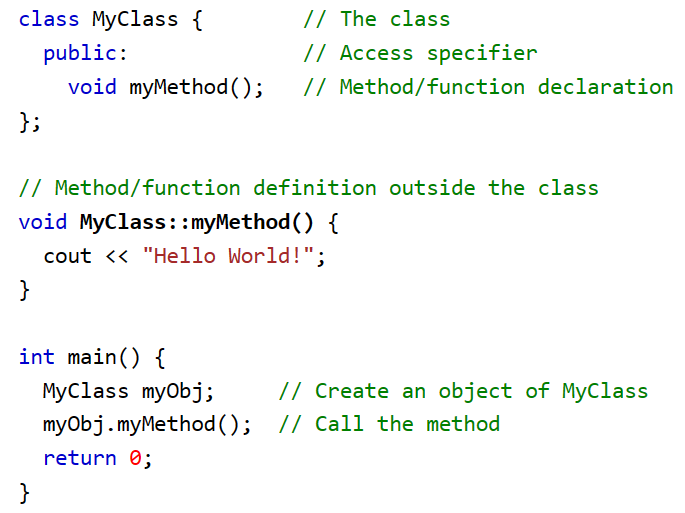 class MyClass {        // The class
  public:              // Access specifier
    void myMethod();   // Method/function declaration
};

// Method/function definition outside the class
void MyClass::myMethod() {
  cout << "Hello World!";
}

int main() {
  MyClass myObj;     // Create an object of MyClass
  myObj.myMethod();  // Call the method
  return 0;
}